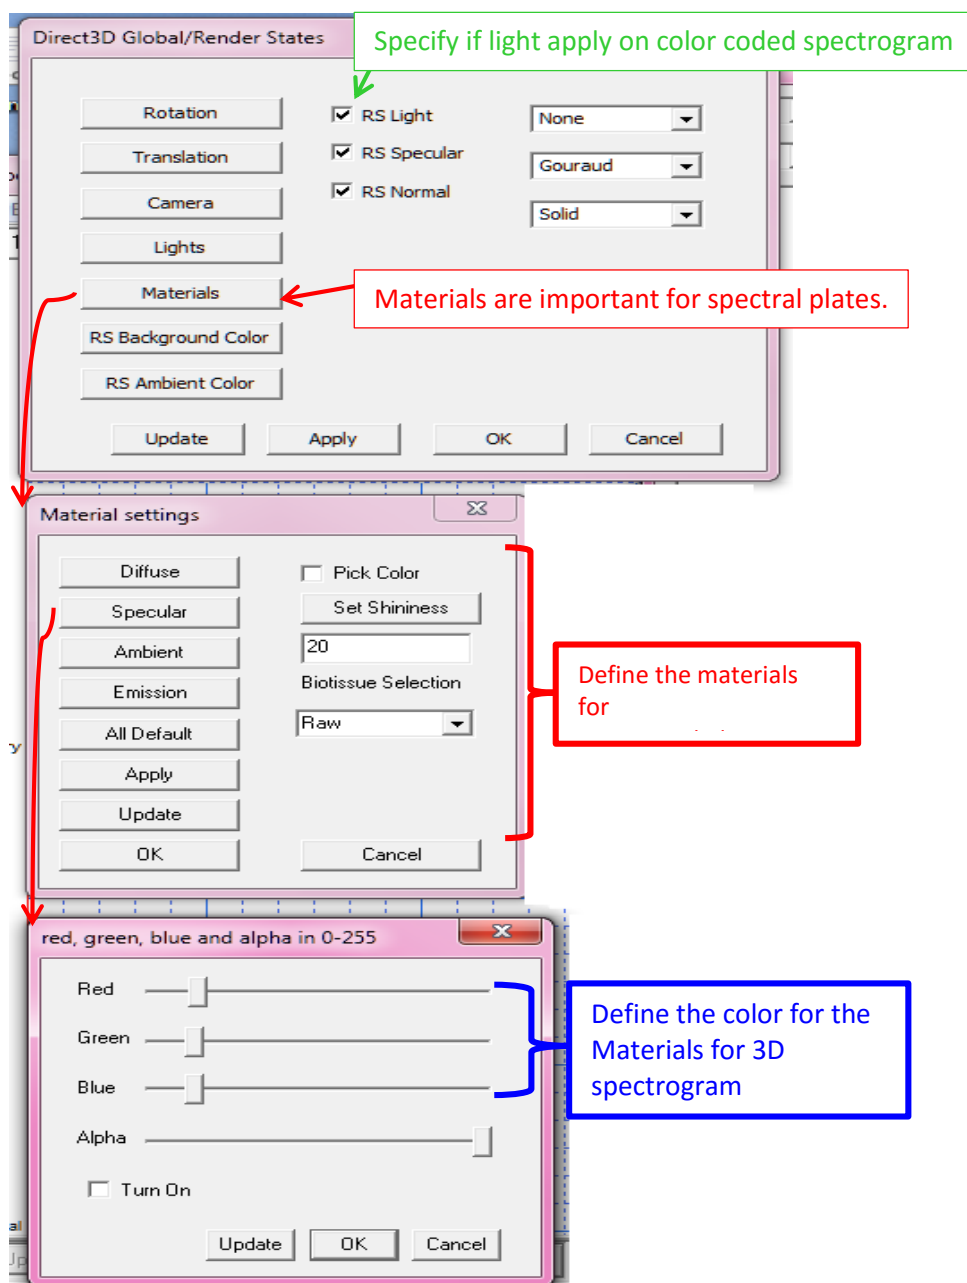 Direct3D Global/Render States
Specify if light apply on color coded spectrogram
Rotation
RS Light
None
Translation
RS Specular
Gouraud
Camera
RS Normal
Solid
Lights
Materials
Materials are important for spectral plates.
RS Background Color
RS Ambient Color
Update
Apply
OK
Cancel
Material settings
Diffuse
Pick Color
Specular
Set Shininess
Ambient
20
Emission
Biotissue Selection
All Default
Raw
Apply
Update
OK
Cancel
Define the materials
for
red, green, blue and alpha in 0-255
Red
Green
Blue
Alpha
Turn On
Update
OK
Cancel
Define the color for the
Materials for 3D
spectrogram